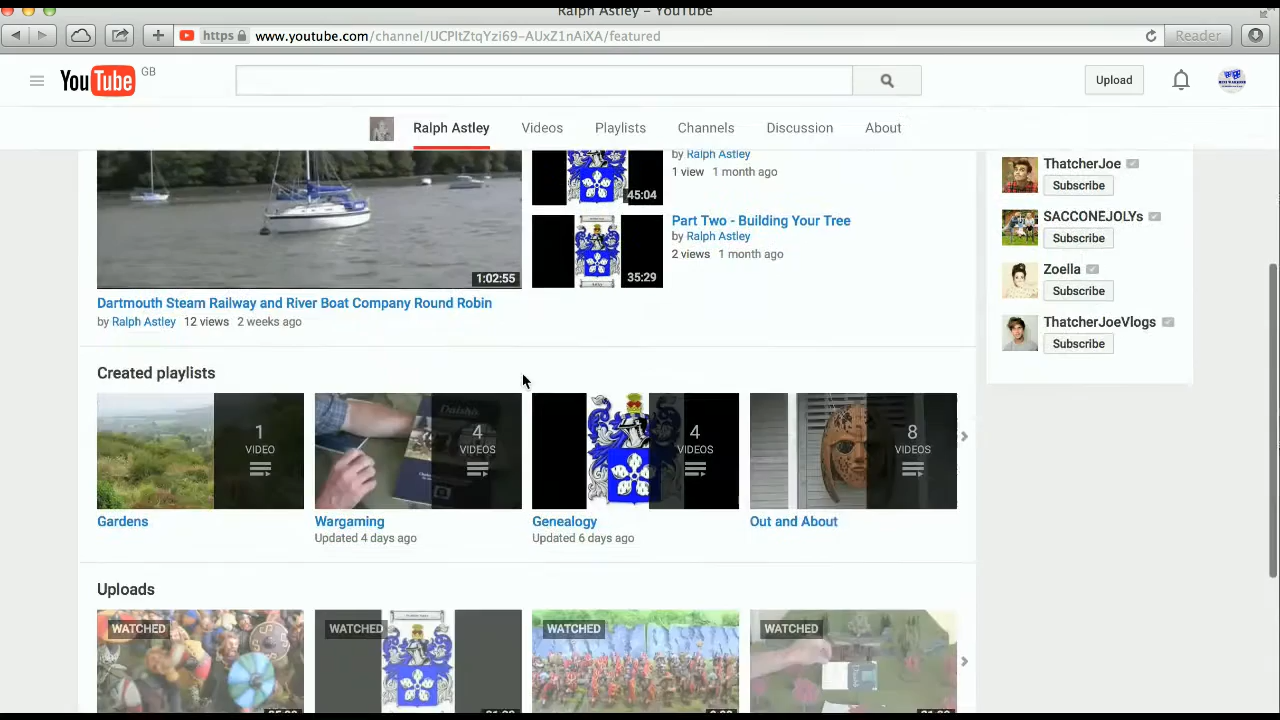 Ralph Astley – YouTube
https www.youtube.com/channel/UCPItZtqYzi69-AUxZ1nAiXA/featured Reader
YouTube GB Upload
Ralph Astley Videos Playlists Channels Discussion About
by Ralph Astley
1 view 1 month ago
45:04
Part Two - Building Your Tree
by Ralph Astley
2 views 1 month ago
35:29
1:02:55
Dartmouth Steam Railway and River Boat Company Round Robin
by Ralph Astley 12 views 2 weeks ago
ThatcherJoe
Subscribe
SACCONEJOLYs
Subscribe
Zoella
Subscribe
ThatcherJoeVlogs
Subscribe
Created playlists
1 VIDEO
4 VIDEOS
4 VIDEOS
8 VIDEOS
Gardens
Wargaming
Updated 4 days ago
Genealogy
Updated 6 days ago
Out and About
Uploads
WATCHED
WATCHED
WATCHED
WATCHED